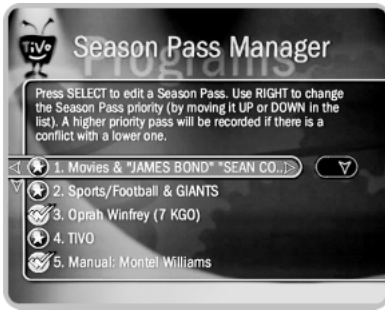 TiVo
Programs
Season Pass Manager
Press SELECT to edit a Season Pass. Use RIGHT to change
the Season Pass priority (by moving it UP or DOWN in the
list). A higher priority pass will be recorded if there is a
conflict with a lower one.
1. Movies & "JAMES BOND" "SEAN CO..
2. Sports/Football & GIANTS
3. Oprah Winfrey (7 KGO)
4. TIVO
5. Manual: Montel Williams